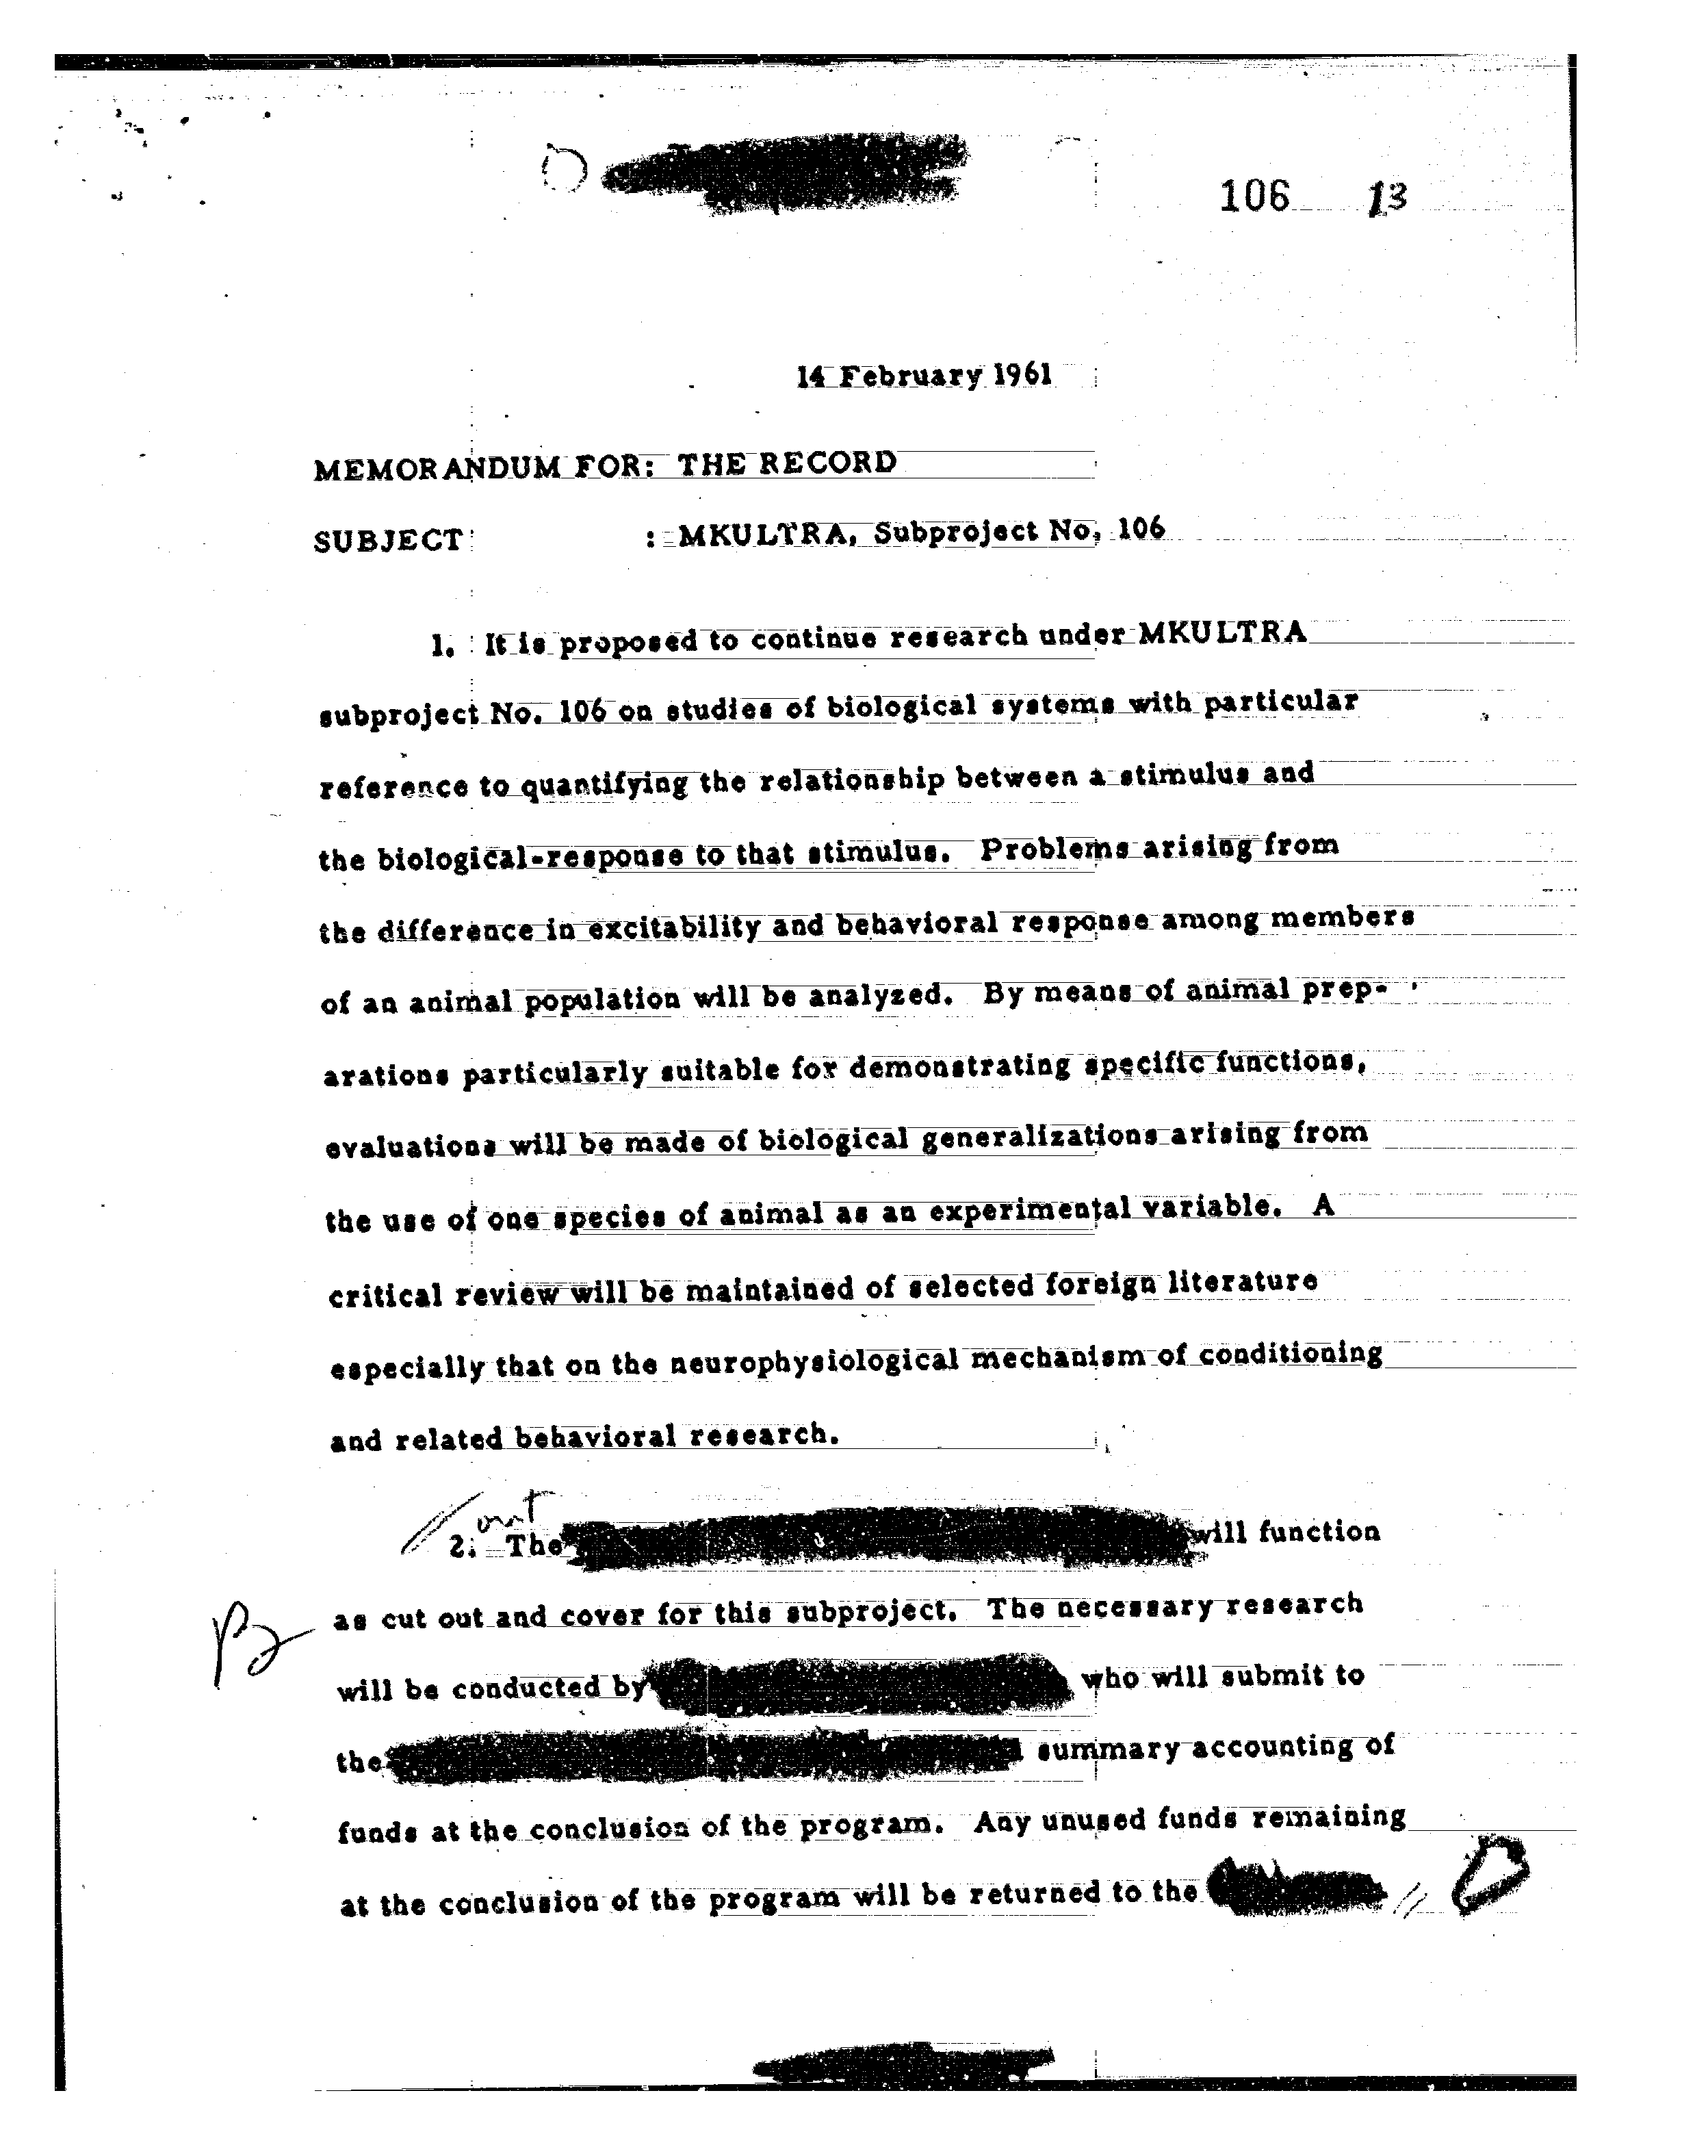 106 13
14 February 1961
MEMORANDUM FOR: THE RECORD
SUBJECT : MKULTRA, Subproject No. 106
1. It is proposed to continue research under MKULTRA
subproject No. 106 on studies of biological systems with particular
reference to quantifying the relationship between a stimulus and
the biological-response to that stimulus. Problems arising from
the difference in excitability and behavioral response among members
of an animal population will be analyzed. By means of animal prep-
arations particularly suitable for demonstrating specific functions,
evaluations will be made of biological generalizations arising from
the use of one species of animal as an experimental variable. A
critical review will be maintained of selected foreign literature
especially that on the neurophysiological mechanism of conditioning
and related behavioral research.
out
2. The will function
as cut out and cover for this subproject. The necessary research
B
will be conducted by who will submit to
the summary accounting of
funds at the conclusion of the program. Any unused funds remaining
at the conclusion of the program will be returned to the